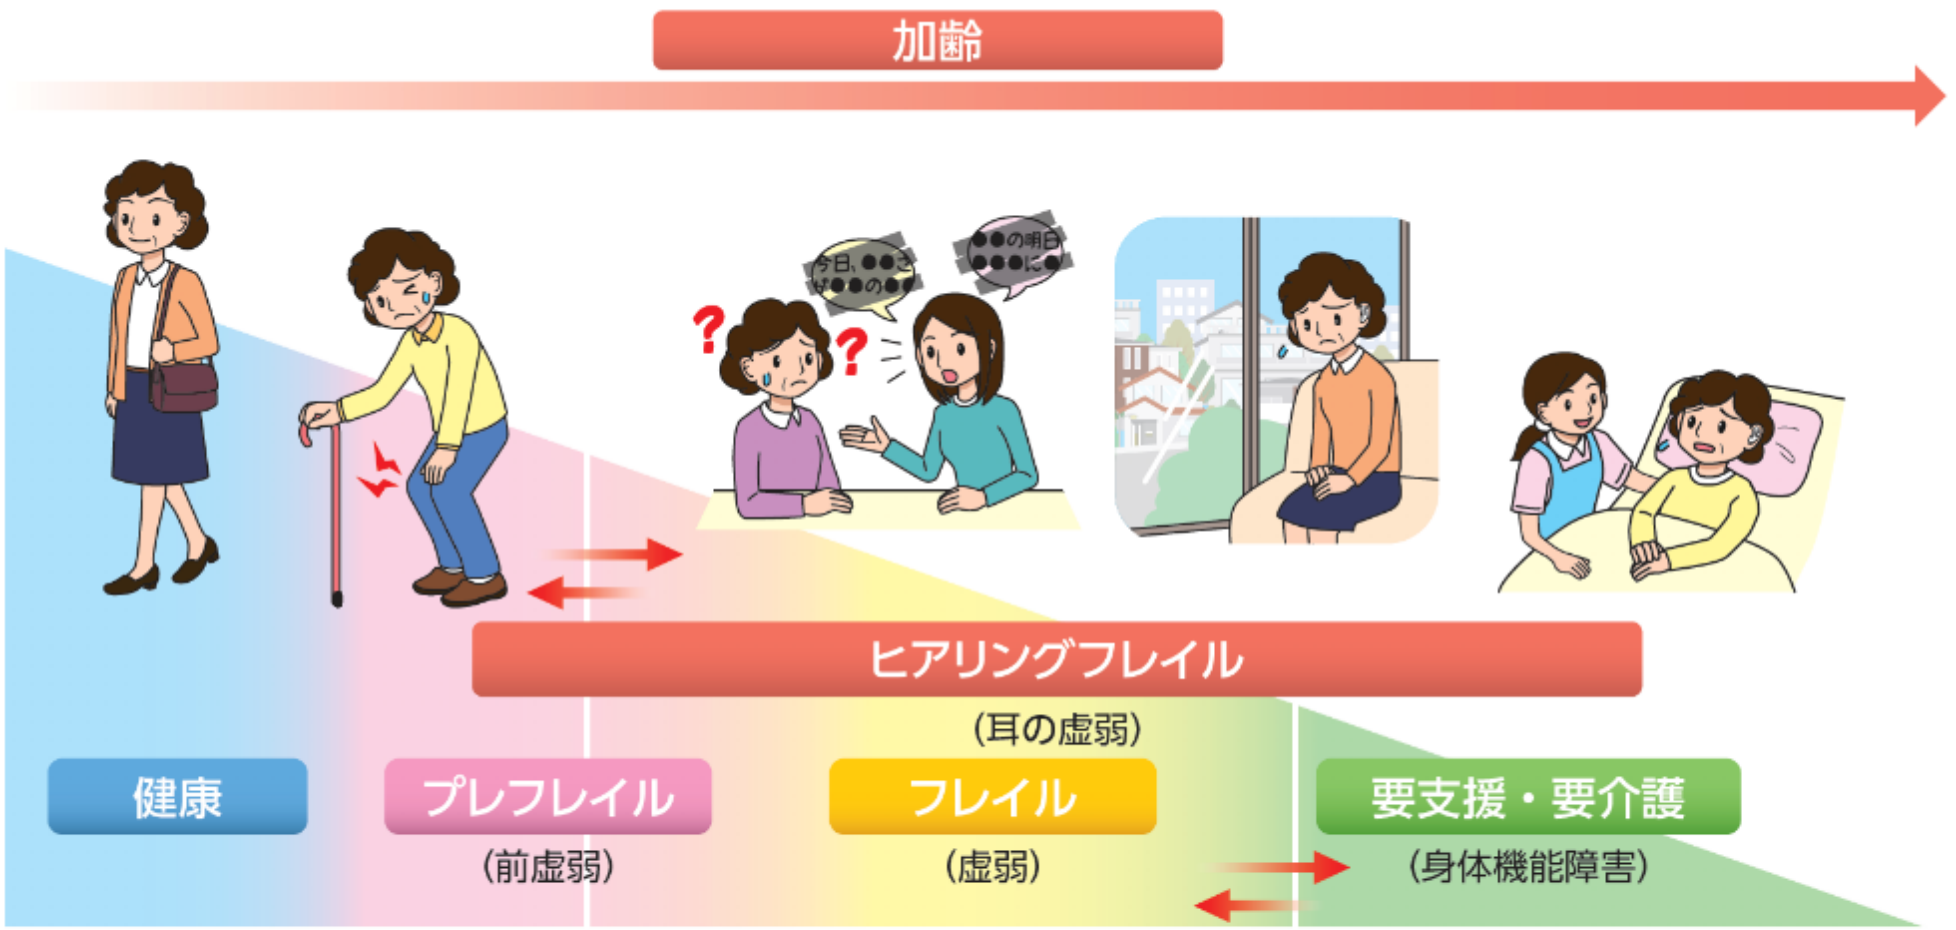 加齢
今日、●●さ
●●の●●
●●の明日
●●●に●
?
?
ヒアリングフレイル
(耳の虚弱)
健康
プレフレイル
フレイル
要支援・要介護
(前虚弱)
(虚弱)
(身体機能障害)